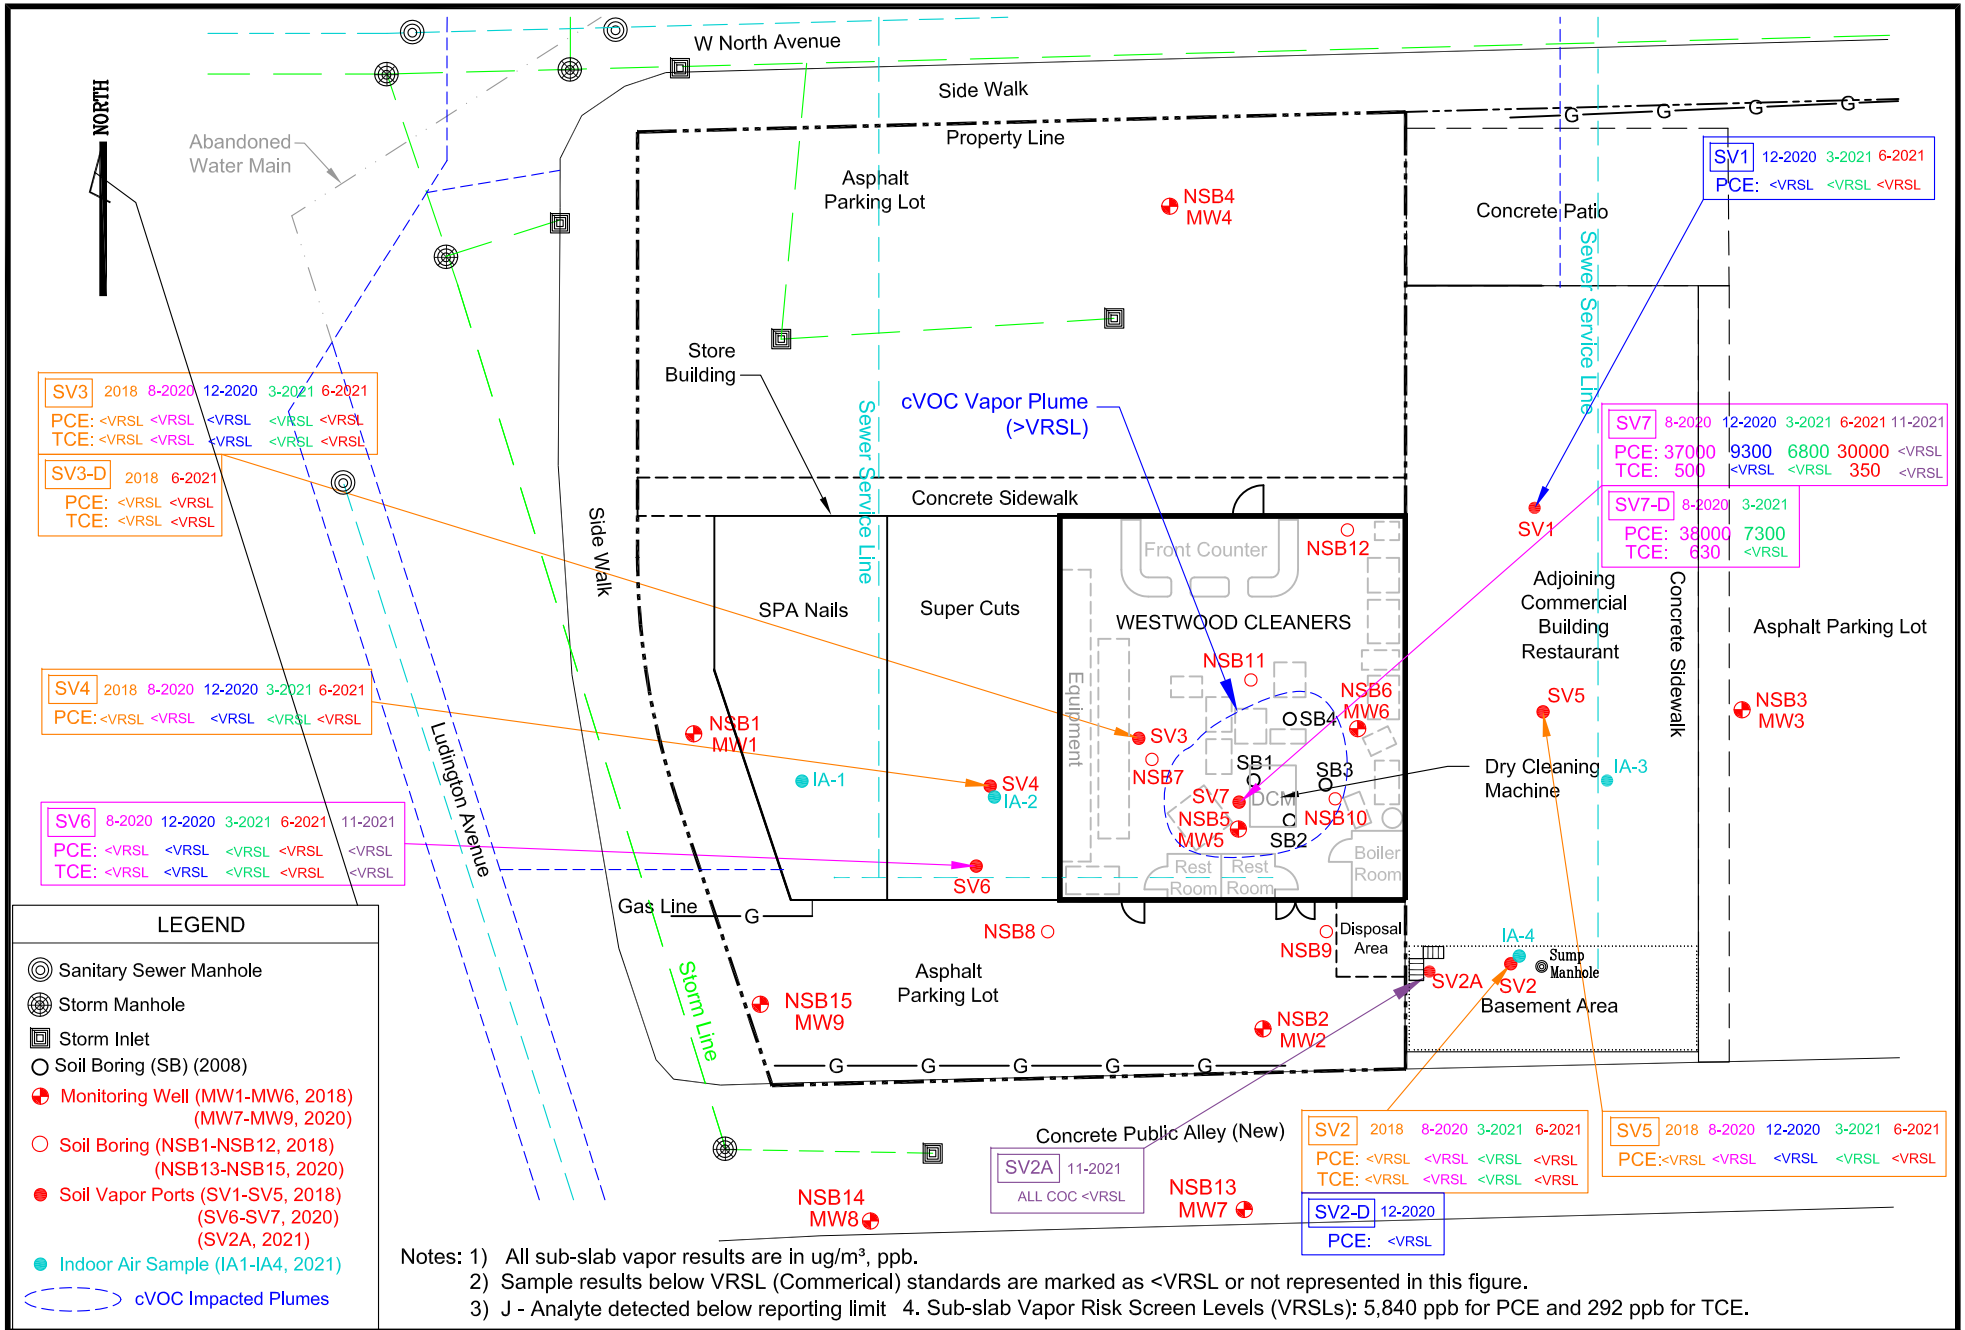 W North Avenue
Side Walk
Property Line
NORTH
Abandoned
Water Main
Asphalt
Parking Lot
NSB4
MW4
Concrete Patio
G G G G
SV1 12-2020 3-2021 6-2021
PCE: <VRSL <VRSL <VRSL
Sewer Service Line
Store
Building
cVOC Vapor Plume
(>VRSL)
Sewer Service Line
SV3 2018 8-2020 12-2020 3-2021 6-2021
PCE: <VRSL <VRSL <VRSL <VRSL <VRSL
TCE: <VRSL <VRSL <VRSL <VRSL <VRSL
SV3-D 2018 6-2021
PCE: <VRSL <VRSL
TCE: <VRSL <VRSL
SV7 8-2020 12-2020 3-2021 6-2021 11-2021
PCE: 37000 9300 6800 30000 <VRSL
TCE: 500 <VRSL <VRSL 350 <VRSL
SV7-D 8-2020 3-2021
PCE: 38000 7300
TCE: 630 <VRSL
Concrete Sidewalk
Side Walk
Front Counter
NSB12
SV1
SPA Nails
Super Cuts
WESTWOOD CLEANERS
Adjoining
Commercial
Building
Restaurant
Concrete Sidewalk
Asphalt Parking Lot
SV4 2018 8-2020 12-2020 3-2021 6-2021
PCE: <VRSL <VRSL <VRSL <VRSL <VRSL
Ludington Avenue
NSB1
MW1
Equipment
NSB11
NSB6
MW6
SB4
SV3
NSB7
SB1
SB3
SV7
DCM
NSB5
MW5
NSB10
SB2
Dry Cleaning
Machine
SV5
NSB3
MW3
IA-1
SV4
IA-2
IA-3
SV6 8-2020 12-2020 3-2021 6-2021 11-2021
PCE: <VRSL <VRSL <VRSL <VRSL <VRSL
TCE: <VRSL <VRSL <VRSL <VRSL <VRSL
SV6
Rest
Room
Rest
Room
Boiler
Room
Gas Line
G
NSB8
NSB9
Disposal
Area
IA-4
Sump
Manhole
SV2A
SV2
Basement Area
Asphalt
Parking Lot
Storm Line
NSB15
MW9
NSB2
MW2
G G G G G
LEGEND
Sanitary Sewer Manhole
Storm Manhole
Storm Inlet
Soil Boring (SB) (2008)
Monitoring Well (MW1-MW6, 2018)
(MW7-MW9, 2020)
Soil Boring (NSB1-NSB12, 2018)
(NSB13-NSB15, 2020)
Soil Vapor Ports (SV1-SV5, 2018)
(SV6-SV7, 2020)
(SV2A, 2021)
Indoor Air Sample (IA1-IA4, 2021)
cVOC Impacted Plumes
Concrete Public Alley (New)
SV2A 11-2021
ALL COC <VRSL
NSB14
MW8
NSB13
MW7
SV2 2018 8-2020 3-2021 6-2021
PCE: <VRSL <VRSL <VRSL <VRSL
TCE: <VRSL <VRSL <VRSL <VRSL
SV2-D 12-2020
PCE: <VRSL
SV5 2018 8-2020 12-2020 3-2021 6-2021
PCE: <VRSL <VRSL <VRSL <VRSL <VRSL
Notes: 1) All sub-slab vapor results are in ug/m³, ppb.
2) Sample results below VRSL (Commerical) standards are marked as <VRSL or not represented in this figure.
3) J - Analyte detected below reporting limit 4. Sub-slab Vapor Risk Screen Levels (VRSLs): 5,840 ppb for PCE and 292 ppb for TCE.